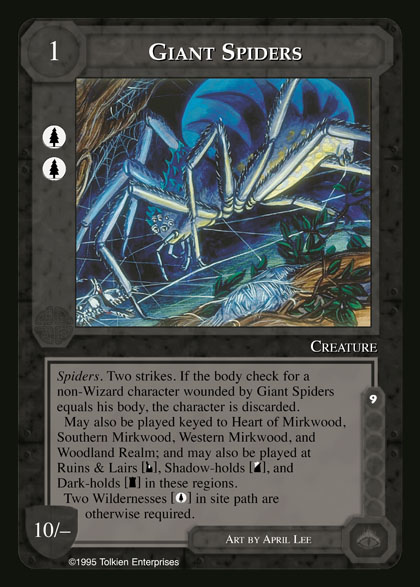 1
GIANT SPIDERS
CREATURE
Spiders. Two strikes. If the body check for a
non-Wizard character wounded by Giant Spiders
equals his body, the character is discarded.
May also be played keyed to Heart of Mirkwood,
Southern Mirkwood, Western Mirkwood, and
Woodland Realm; and may also be played at
Ruins & Lairs [], Shadow-holds [], and
Dark-holds [] in these regions.
Two Wildernesses [] in site path are
otherwise required.
9
10/–
ART BY APRIL LEE
©1995 Tolkien Enterprises